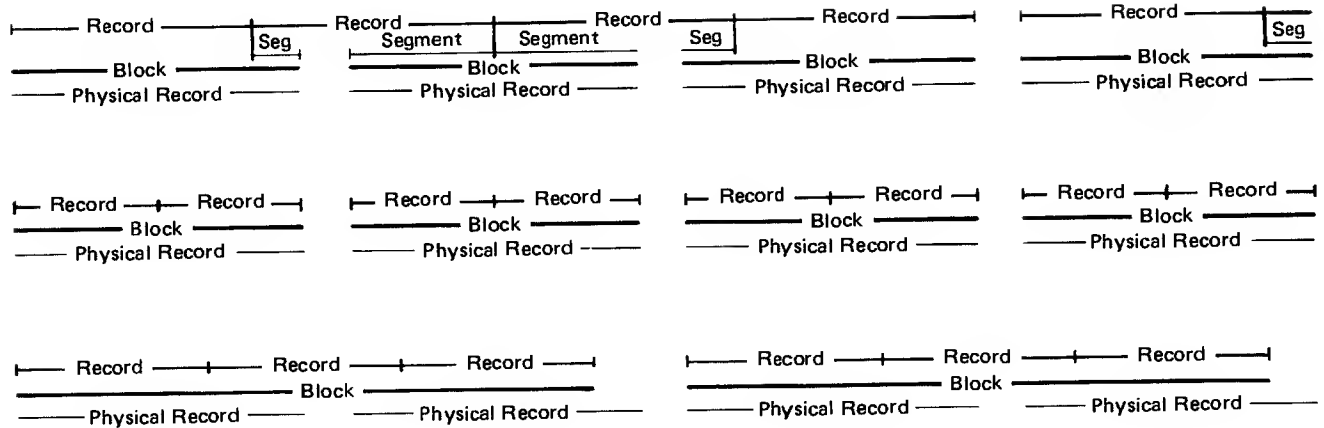 Record Record Record Record Record
Seg Segment Segment Seg Seg
Block Block Block Block
Physical Record Physical Record Physical Record Physical Record
Record Record Record Record Record Record Record Record
Block Block Block Block
Physical Record Physical Record Physical Record Physical Record
Record Record Record Record Record Record
Block Block
Physical Record Physical Record Physical Record Physical Record